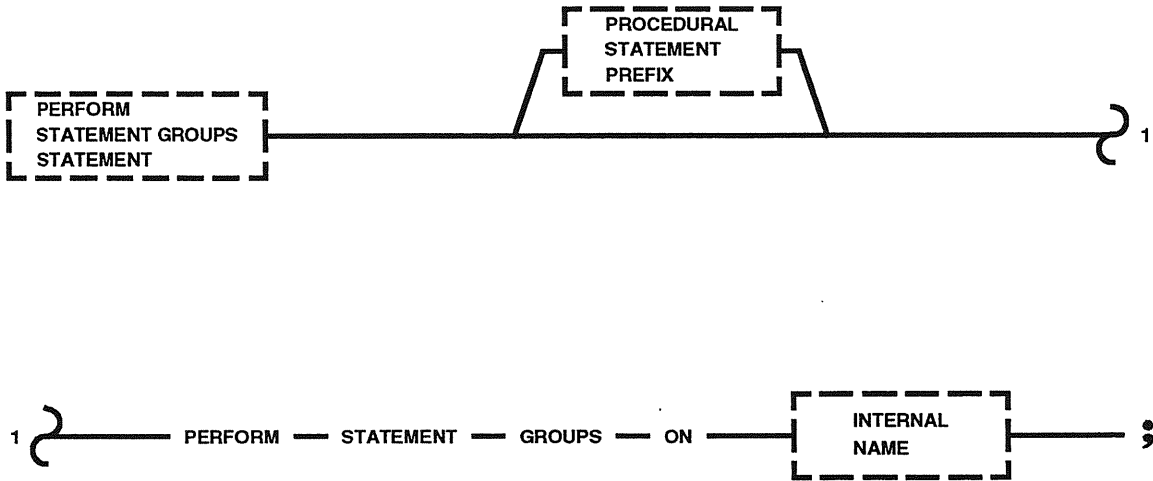 PROCEDURAL
STATEMENT
PREFIX
PERFORM
STATEMENT GROUPS
STATEMENT
1
1 PERFORM STATEMENT GROUPS ON INTERNAL NAME ;